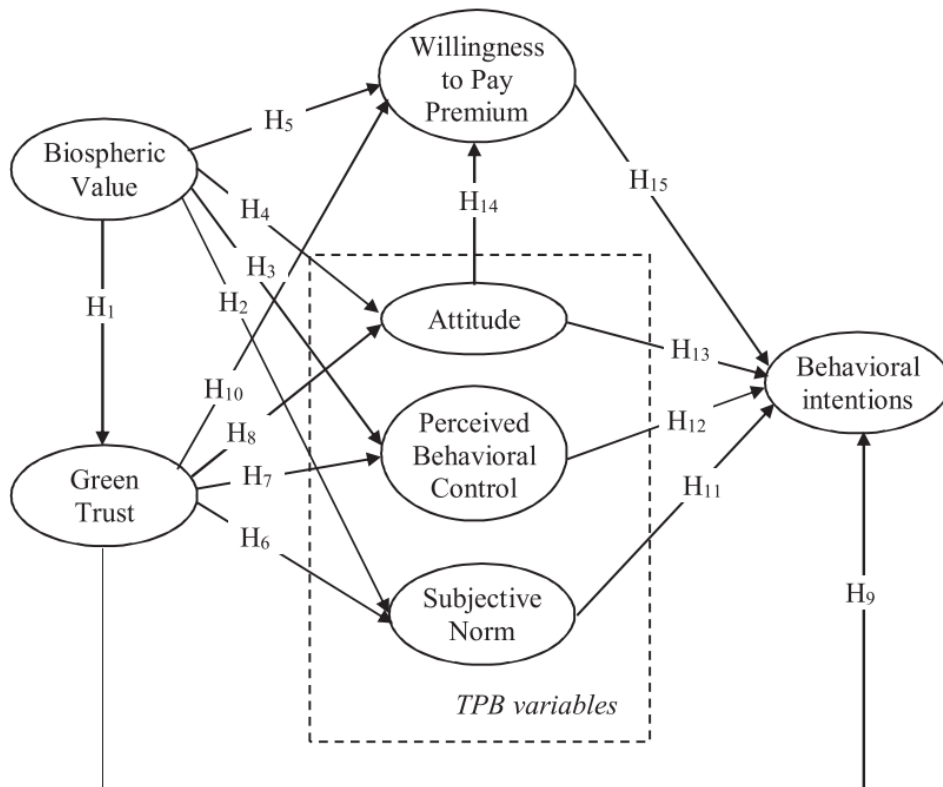 Willingness
to Pay
Premium
H₅
Biospheric
Value
H₁₅
H₄
H₁₄
H₃
H₂
H₁
Attitude
H₁₃
Behavioral
intentions
H₁₀
H₈
Perceived
Behavioral
Control
H₁₂
Green
Trust
H₇
H₁₁
H₆
Subjective
Norm
H₉
TPB variables